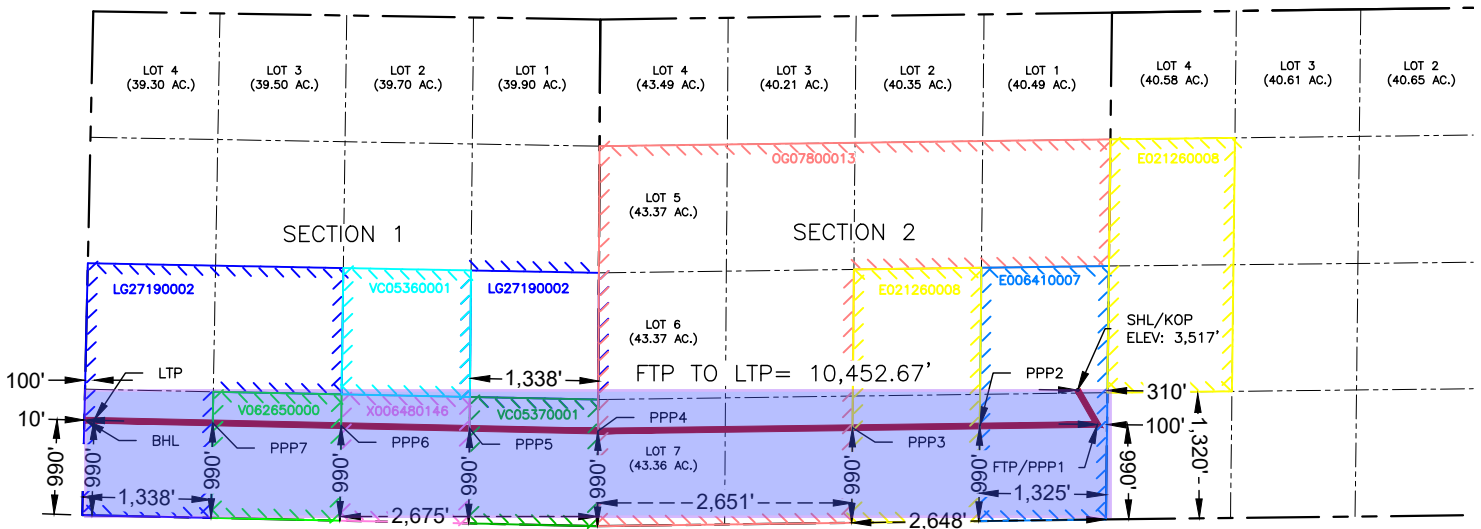 LOT 4
(39.30 AC.)
LOT 3
(39.50 AC.)
LOT 2
(39.70 AC.)
LOT 1
(39.90 AC.)
LOT 4
(43.49 AC.)
LOT 3
(40.21 AC.)
LOT 2
(40.35 AC.)
LOT 1
(40.49 AC.)
LOT 4
(40.58 AC.)
LOT 3
(40.61 AC.)
LOT 2
(40.65 AC.)
OG07800013
E021260008
LOT 5
(43.37 AC.)
SECTION 1
SECTION 2
LG27190002
VC05360001
LG27190002
E021260008
E006410007
LOT 6
(43.37 AC.)
SHL/KOP
ELEV: 3,517'
100'
LTP
1,338'
FTP TO LTP= 10,452.67'
PPP2
310'
V062650000
X006480146
VC05370001
10'
BHL
PPP7
PPP6
PPP5
PPP4
PPP3
100'
1,320'
LOT 7
(43.36 AC.)
FTP/PPP1
990'
990'
990'
990'
990'
990'
990'
990'
990'
1,338'
2,675'
2,651'
2,648'
1,325'